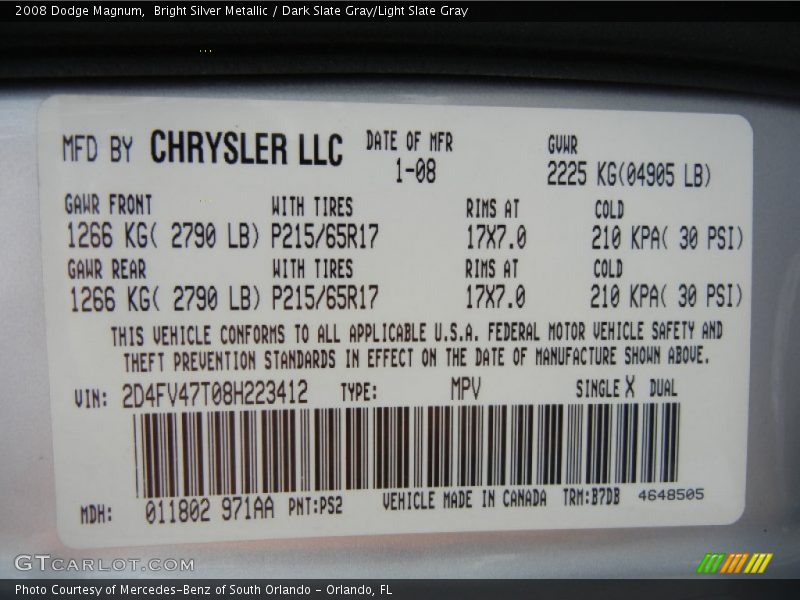 2008 Dodge Magnum,  Bright Silver Metallic / Dark Slate Gray/Light Slate Gray
MFD BY CHRYSLER LLC DATE OF MFR GVWR
1-08 2225 KG(04905 LB)
GAWR FRONT WITH TIRES RIMS AT COLD
1266 KG( 2790 LB) P215/65R17 17X7.0 210 KPA( 30 PSI)
GAWR REAR WITH TIRES RIMS AT COLD
1266 KG( 2790 LB) P215/65R17 17X7.0 210 KPA( 30 PSI)
THIS VEHICLE CONFORMS TO ALL APPLICABLE U.S.A. FEDERAL MOTOR VEHICLE SAFETY AND
THEFT PREVENTION STANDARDS IN EFFECT ON THE DATE OF MANUFACTURE SHOWN ABOVE.
VIN: 2D4FV47T08H223412 TYPE: MPV SINGLE X DUAL
MDH: 011802 971AA PNT:PS2 VEHICLE MADE IN CANADA TRM:B7DB 4648505
GTCARLOT.COM
Photo Courtesy of Mercedes-Benz of South Orlando - Orlando, FL